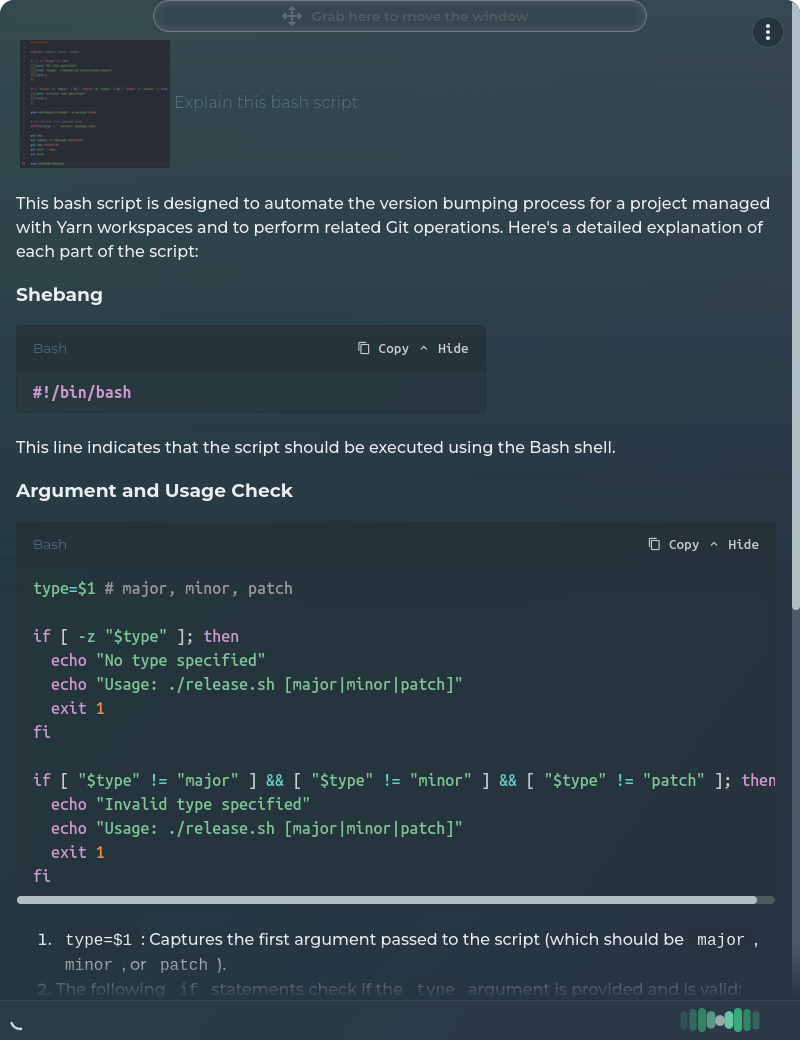 Grab here to move the window
Explain this bash script
This bash script is designed to automate the version bumping process for a project managed
with Yarn workspaces and to perform related Git operations. Here's a detailed explanation of
each part of the script:
Shebang
Bash Copy Hide
#!/bin/bash
This line indicates that the script should be executed using the Bash shell.
Argument and Usage Check
Bash Copy Hide
type=$1 # major, minor, patch
if [ -z "$type" ]; then
echo "No type specified"
echo "Usage: ./release.sh [major|minor|patch]"
exit 1
fi
if [ "$type" != "major" ] && [ "$type" != "minor" ] && [ "$type" != "patch" ]; then
echo "Invalid type specified"
echo "Usage: ./release.sh [major|minor|patch]"
exit 1
fi
1. type=$1 : Captures the first argument passed to the script (which should be major ,
minor , or patch ).
2. The following if statements check if the type argument is provided and is valid: